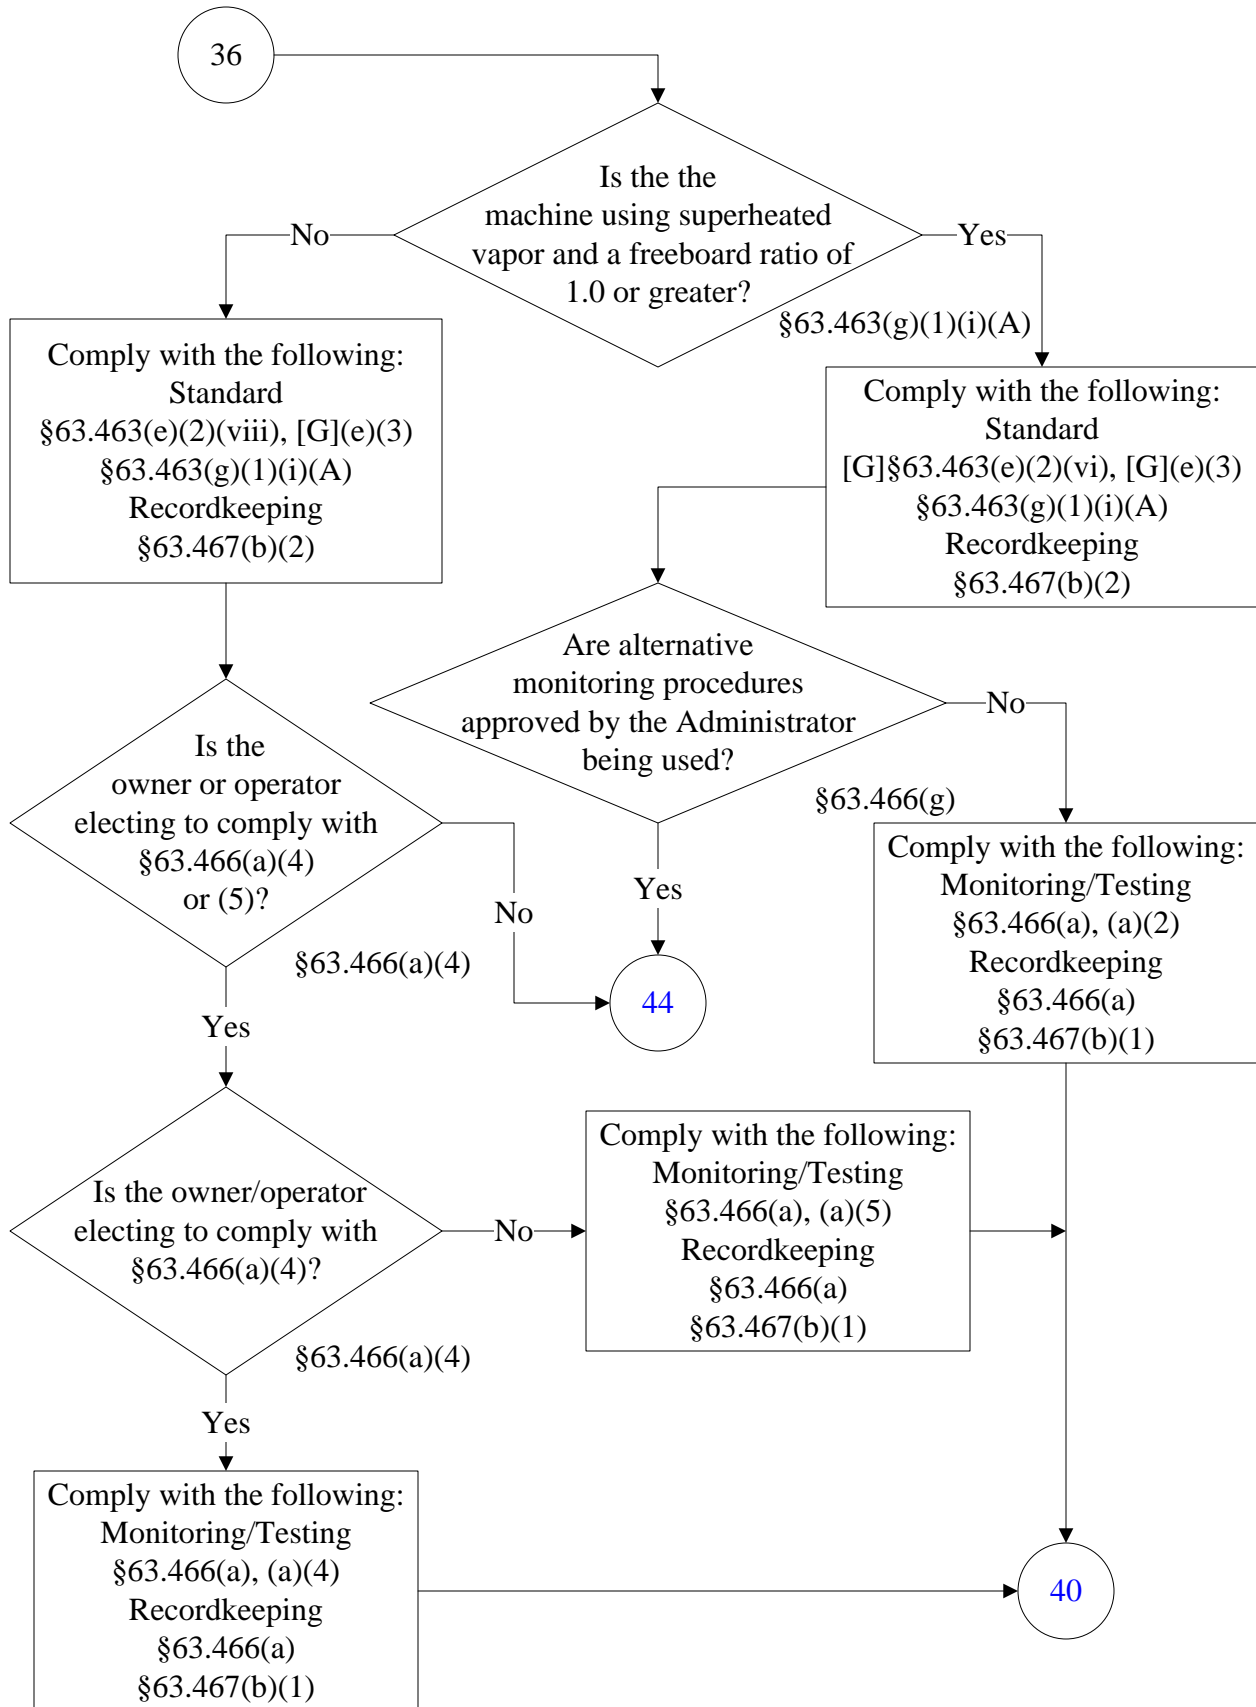 36
Is the the
machine using superheated
vapor and a freeboard ratio of
1.0 or greater?
No
Yes
§63.463(g)(1)(i)(A)
Comply with the following:
Standard
§63.463(e)(2)(viii), [G](e)(3)
§63.463(g)(1)(i)(A)
Recordkeeping
§63.467(b)(2)
Comply with the following:
Standard
[G]§63.463(e)(2)(vi), [G](e)(3)
§63.463(g)(1)(i)(A)
Recordkeeping
§63.467(b)(2)
Are alternative
monitoring procedures
approved by the Administrator
being used?
No
§63.466(g)
Yes
Is the
owner or operator
electing to comply with
§63.466(a)(4)
or (5)?
No
§63.466(a)(4)
Yes
44
Comply with the following:
Monitoring/Testing
§63.466(a), (a)(2)
Recordkeeping
§63.466(a)
§63.467(b)(1)
Is the owner/operator
electing to comply with
§63.466(a)(4)?
No
§63.466(a)(4)
Yes
Comply with the following:
Monitoring/Testing
§63.466(a), (a)(5)
Recordkeeping
§63.466(a)
§63.467(b)(1)
Comply with the following:
Monitoring/Testing
§63.466(a), (a)(4)
Recordkeeping
§63.466(a)
§63.467(b)(1)
40